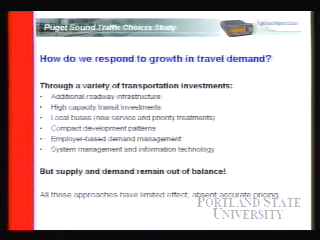 Puget Sound Traffic Choices Study
How do we respond to growth in travel demand?
Through a variety of transportation investments:
• Additional roadway infrastructure
• High capacity transit investments
• Local buses (new service and priority treatments)
• Compact development patterns
• Employer-based demand management
• System management and information technology
But supply and demand remain out of balance!
All these approaches have limited effect, absent accurate pricing
PORTLAND STATE
UNIVERSITY